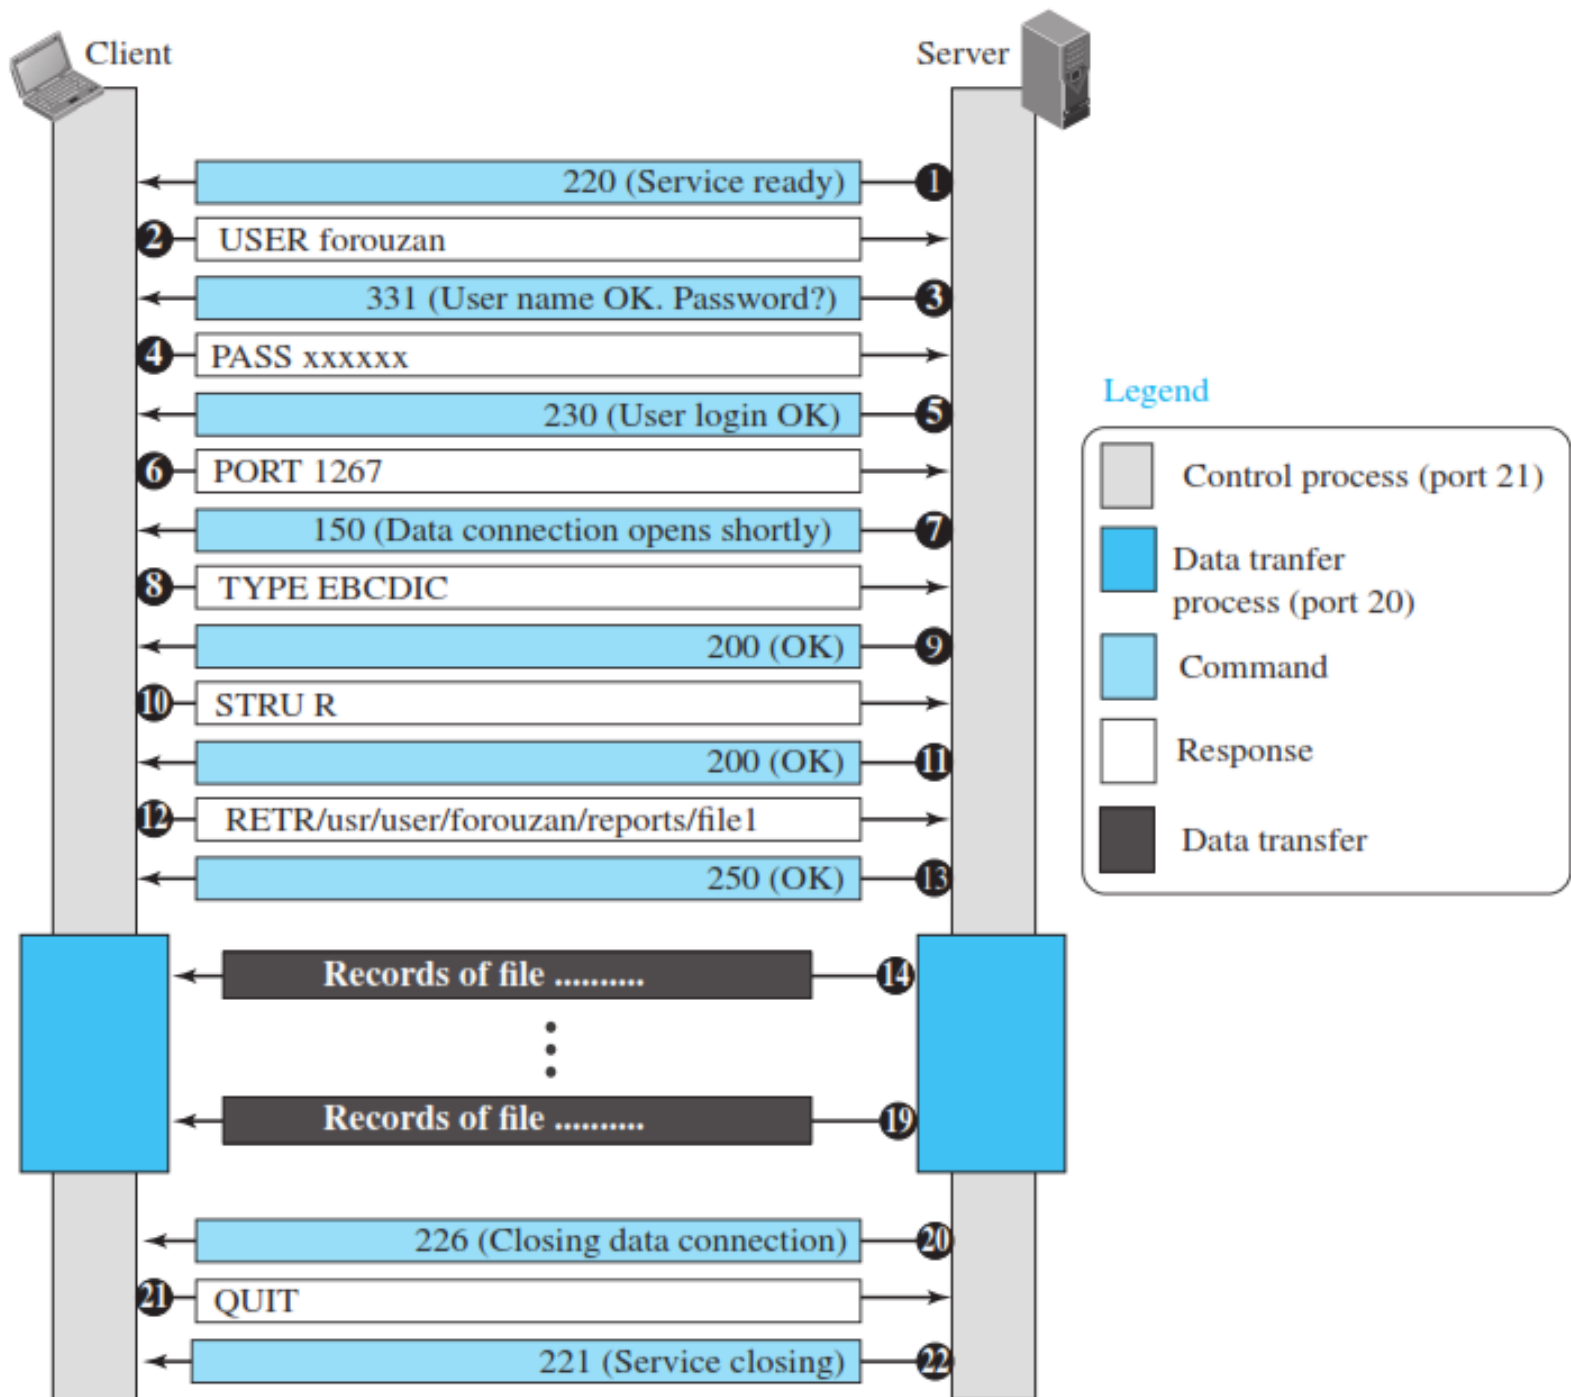 Client
Server
220 (Service ready)
1
2
USER forouzan
331 (User name OK. Password?)
3
4
PASS xxxxxx
230 (User login OK)
5
6
PORT 1267
150 (Data connection opens shortly)
7
8
TYPE EBCDIC
200 (OK)
9
10
STRU R
200 (OK)
11
12
RETR/usr/user/forouzan/reports/file1
250 (OK)
13
Records of file ..........
14
Records of file ..........
19
226 (Closing data connection)
20
21
QUIT
221 (Service closing)
22
Legend
Control process (port 21)
Data tranfer
process (port 20)
Command
Response
Data transfer